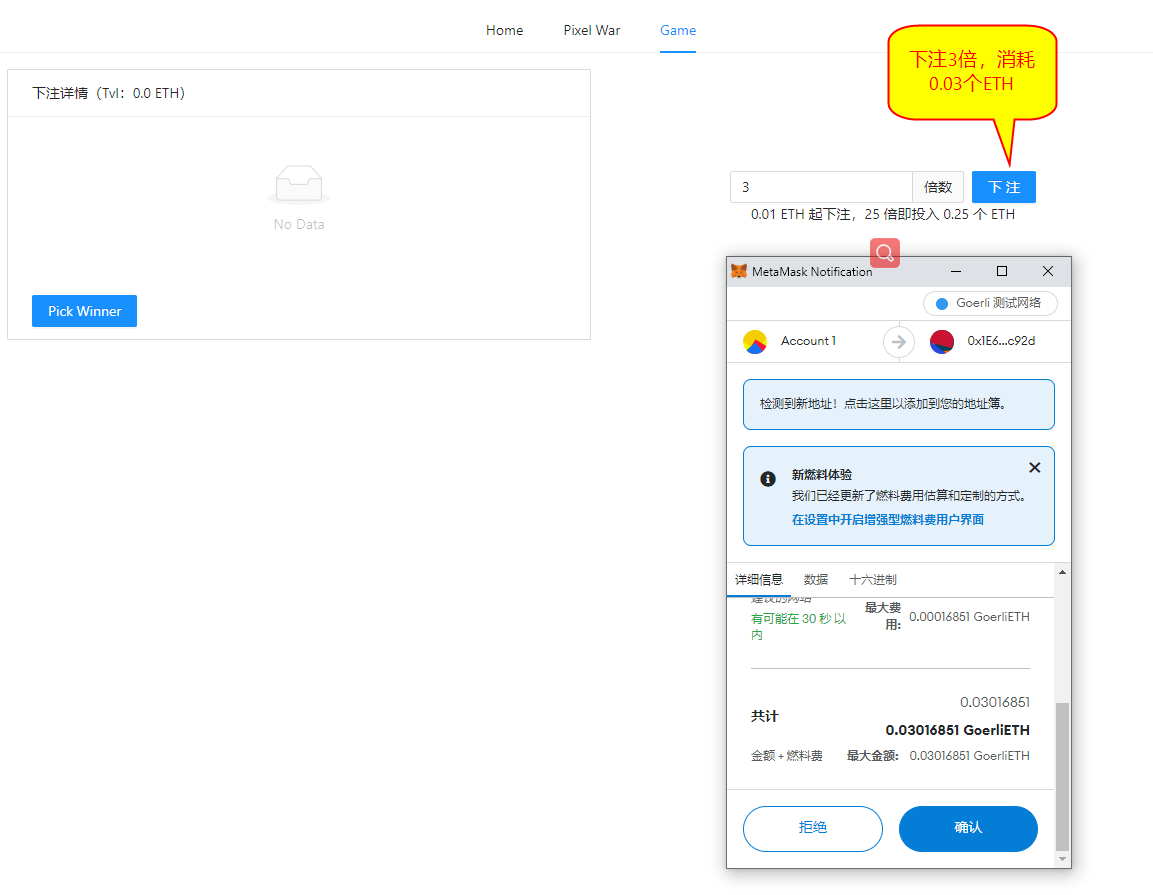 Home Pixel War Game
下注3倍，消耗
0.03个ETH
下注详情（Tvl：0.0 ETH）
No Data
Pick Winner
3 倍数 下 注
0.01 ETH 起下注，25 倍即投入 0.25 个 ETH
MetaMask Notification
Goerli 测试网络
Account 1 0x1E6...c92d
检测到新地址！点击这里以添加到您的地址簿。
新燃料体验
我们已经更新了燃料费用估算和定制的方式。
在设置中开启增强型燃料费用户界面
详细信息 数据 十六进制
建议的网站
有可能在 30 秒以
内
最大费
用:
0.00016851 GoerliETH
0.03016851
共计
0.03016851 GoerliETH
金额 + 燃料费 最大金额: 0.03016851 GoerliETH
拒绝 确认